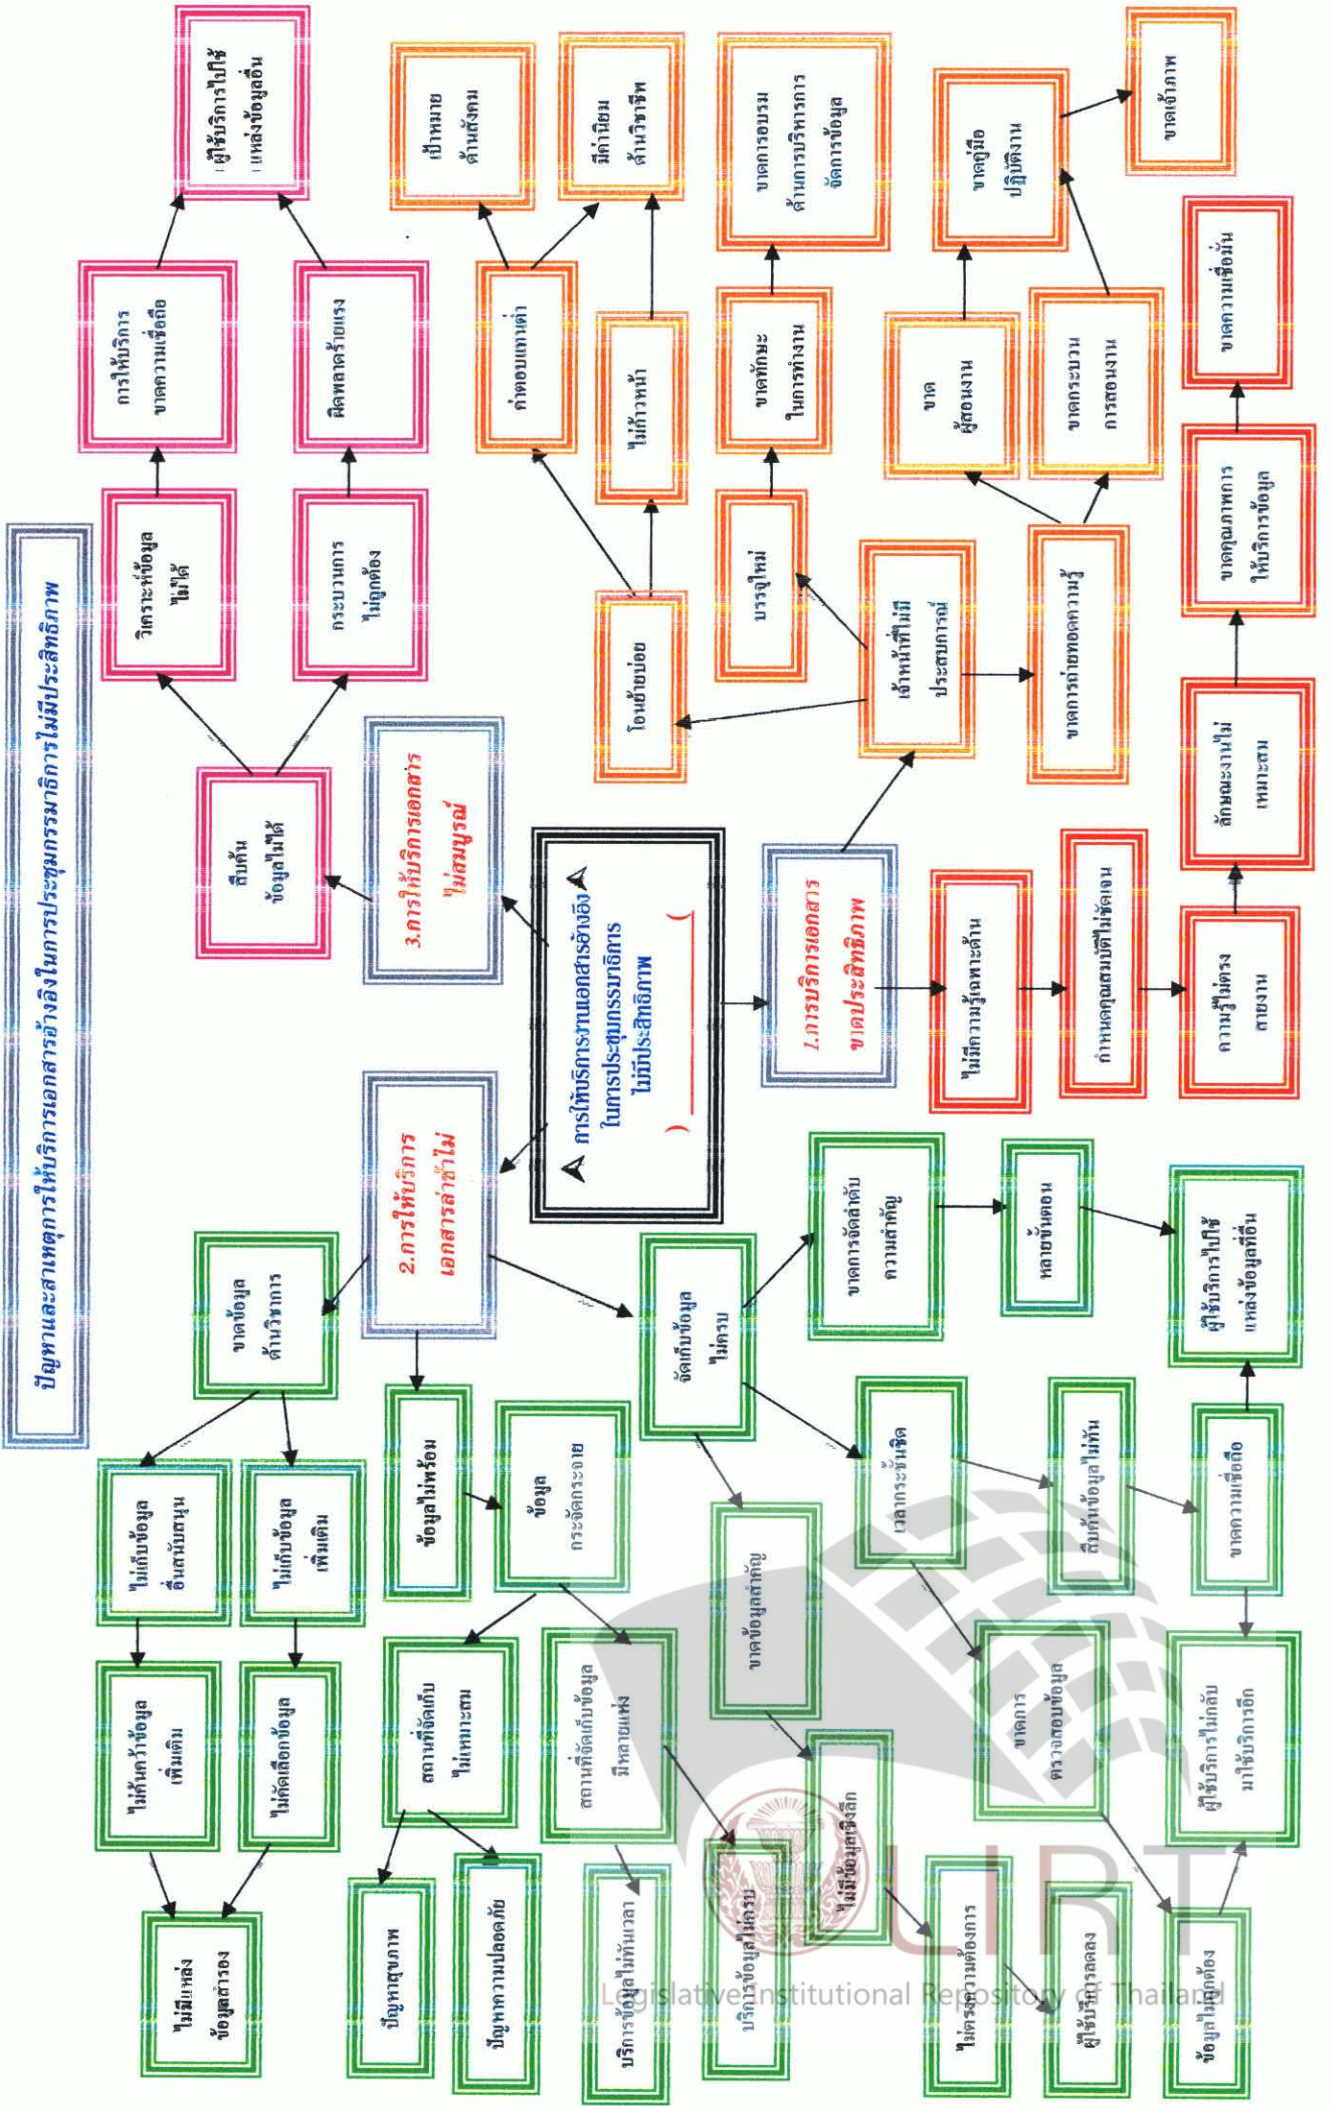 ปัญหาและสาเหตุการให้บริการเอกสารอ้างอิงในการประชุมกรรมาธิการไม่มีประสิทธิภาพ
ไม่มีแหล่ง
ข้อมูลสำรอง
ไม่ค้นคว้าข้อมูล
เพิ่มเติม
ไม่เก็บข้อมูล
อื่นสนับสนุน
ขาดข้อมูล
ด้านวิชาการ
ไม่คัดเลือกข้อมูล
ไม่เก็บข้อมูล
เพิ่มเติม
สืบค้น
ข้อมูลไม่ได้
วิเคราะห์ข้อมูล
ไม่ได้
การให้บริการ
ขาดความเชื่อถือ
ผู้ใช้บริการไปใช้
แหล่งข้อมูลอื่น
กระบวนการ
ไม่ถูกต้อง
ผิดพลาดร้ายแรง
ปัญหาสุขภาพ
ปัญหาความปลอดภัย
สถานที่จัดเก็บ
ไม่เหมาะสม
ข้อมูลไม่พร้อม
2.การให้บริการ
เอกสารล่าช้าไม่
3.การให้บริการเอกสาร
ไม่สมบูรณ์
ข้อมูล
กระจัดกระจาย
ค่าตอบแทนต่ำ
เป้าหมาย
ด้านสังคม
มีค่านิยม
ด้านวิชาชีพ
บริการข้อมูลไม่ทันเวลา
สถานที่จัดเก็บข้อมูล
มีหลายแห่ง
การให้บริการงานเอกสารอ้างอิง
ในการประชุมกรรมาธิการ
ไม่มีประสิทธิภาพ
) (
โอนย้ายบ่อย
ไม่ก้าวหน้า
จัดเก็บข้อมูล
ไม่ครบ
บริการข้อมูลไม่ครบ
ขาดข้อมูลสำคัญ
บรรจุใหม่
ขาดทักษะ
ในการทำงาน
ขาดการอบรม
ด้านการบริหารการ
จัดการข้อมูล
ไม่มีข้อมูลเชิงลึก
ขาดการจัดลำดับ
ความสำคัญ
1.การบริการเอกสาร
ขาดประสิทธิภาพ
เวลากระชั้นชิด
เจ้าหน้าที่ไม่มี
ประสบการณ์
ขาด
ผู้สอนงาน
ขาดคู่มือ
ปฏิบัติงาน
ไม่ตรงความต้องการ
ขาดการ
ตรวจสอบข้อมูล
หลายขั้นตอน
ไม่มีความรู้เฉพาะด้าน
ผู้ใช้บริการลดลง
สืบค้นข้อมูลไม่ทัน
กำหนดคุณสมบัติไม่ชัดเจน
ขาดการถ่ายทอดความรู้
ขาดกระบวน
การสอนงาน
ขาดเจ้าภาพ
ข้อมูลไม่ถูกต้อง
ผู้ใช้บริการไม่กลับ
มาใช้บริการอีก
ขาดความเชื่อถือ
ผู้ใช้บริการไปใช้
แหล่งข้อมูลที่อื่น
ความรู้ไม่ตรง
สายงาน
ลักษณะงานไม่
เหมาะสม
ขาดคุณภาพการ
ให้บริการข้อมูล
ขาดความเชื่อมั่น
LIRT
Legislative Institutional Repository of Thailand